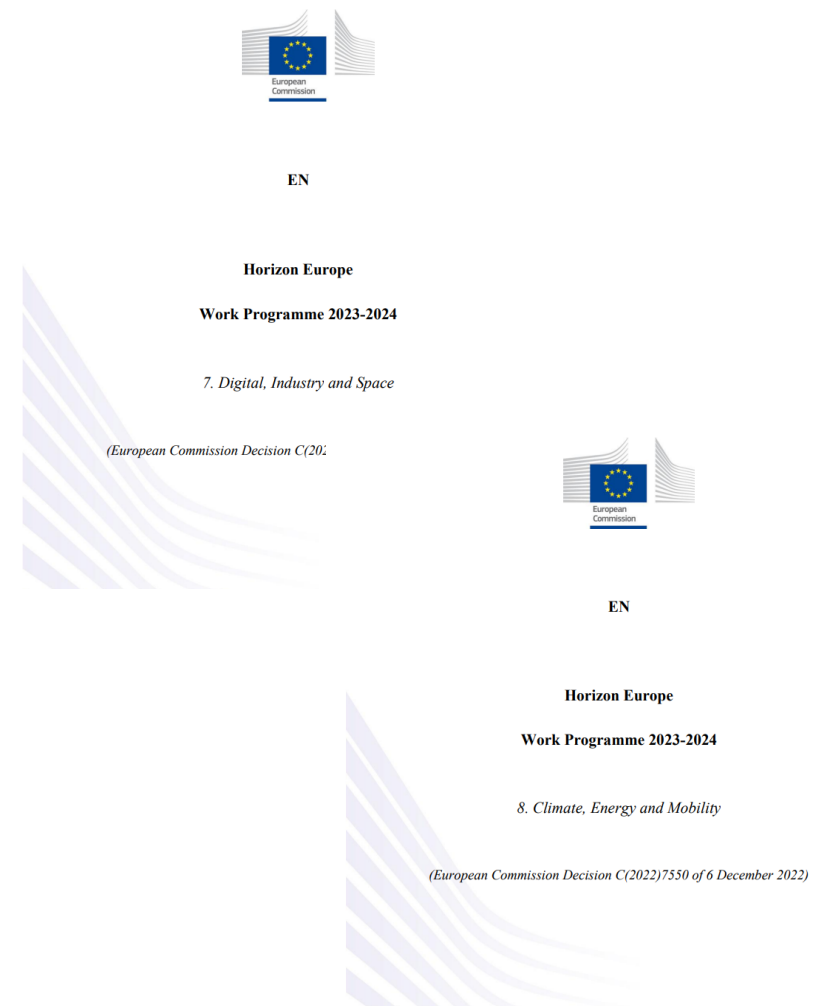 European
Commission
EN
Horizon Europe
Work Programme 2023-2024
7. Digital, Industry and Space
(European Commission Decision C(202
European
Commission
EN
Horizon Europe
Work Programme 2023-2024
8. Climate, Energy and Mobility
(European Commission Decision C(2022)7550 of 6 December 2022)